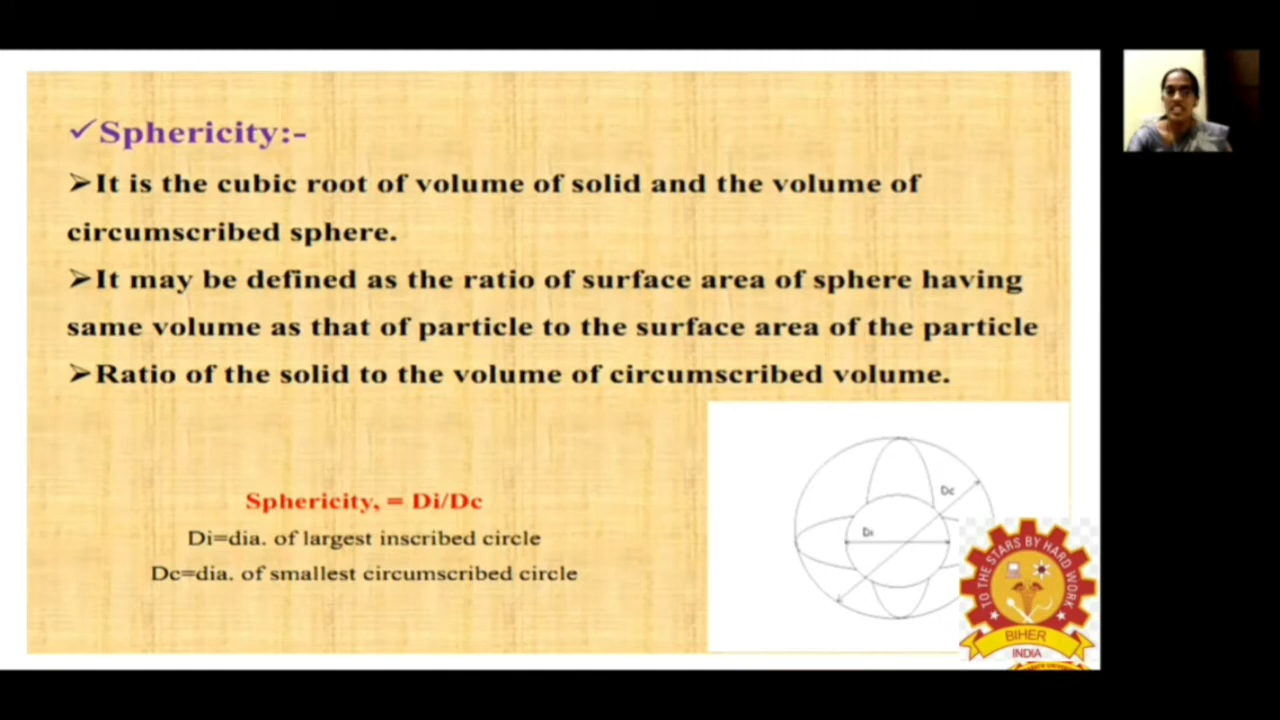 ✓Sphericity:-
➢It is the cubic root of volume of solid and the volume of
circumscribed sphere.
➢It may be defined as the ratio of surface area of sphere having
same volume as that of particle to the surface area of the particle
➢Ratio of the solid to the volume of circumscribed volume.
Sphericity, = Di/Dc
Di=dia. of largest inscribed circle
Dc=dia. of smallest circumscribed circle
Dc
Di
TO THE STARS BY HARD WORK
BIHER
INDIA